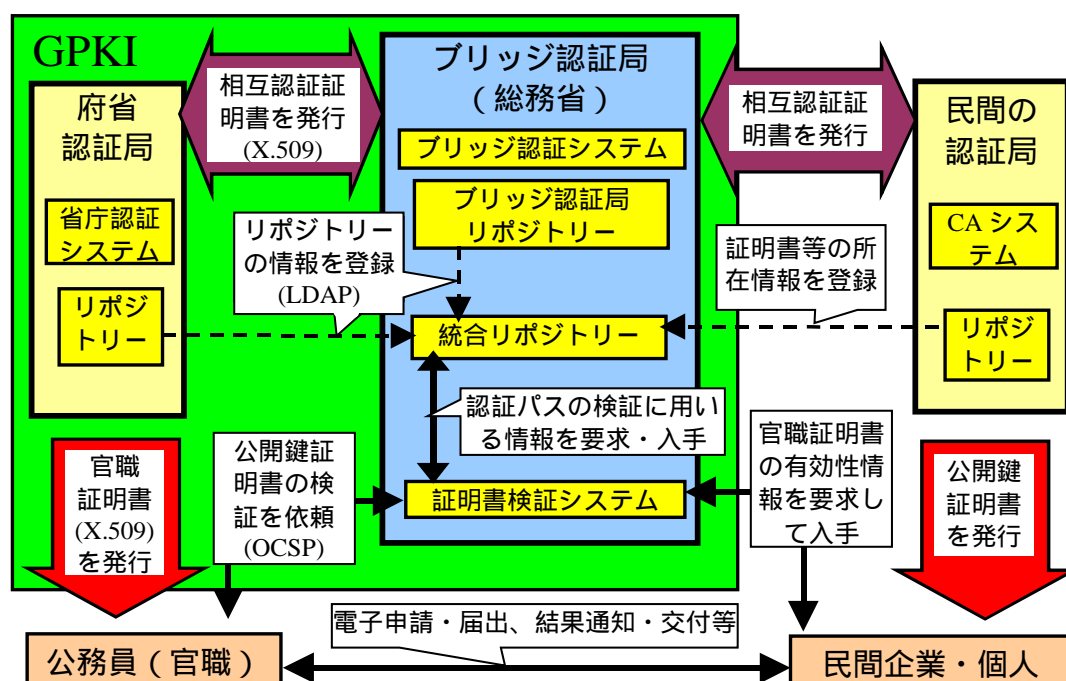 GPKI
府省
認証局
省庁認証
システム
リポジ
トリー
相互認証証
明書を発行
(X.509)
ブリッジ認証局
（総務省）
ブリッジ認証システム
ブリッジ認証局
リポジトリー
統合リポジトリー
証明書検証システム
相互認証証
明書を発行
民間の
認証局
CA シス
テム
リポジ
トリー
リポジトリー
の情報を登録
(LDAP)
証明書等の所
在情報を登録
認証パスの検証に用い
る情報を要求・入手
官職
証明書
(X.509)
を発行
公開鍵証
明書の検
証を依頼
(OCSP)
官職証明書
の有効性情
報を要求し
て入手
公開鍵
証明書
を発行
電子申請・届出、結果通知・交付等
公務員（官職）
民間企業・個人